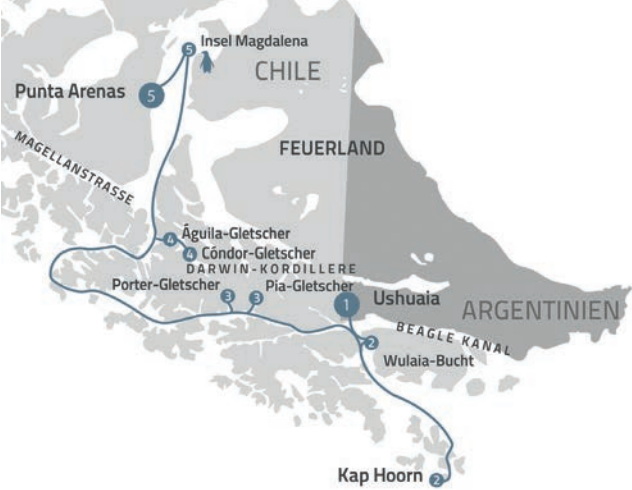 5 Insel Magdalena
CHILE
Punta Arenas 5
FEUERLAND
MAGELLANSTRASSE
4 Águila-Gletscher
4 Cóndor-Gletscher
DARWIN-KORDILLERE
Porter-Gletscher Pía-Gletscher
3 3
1 Ushuaia
ARGENTINIEN
BEAGLE KANAL
2
Wulaia-Bucht
Kap Hoorn 2